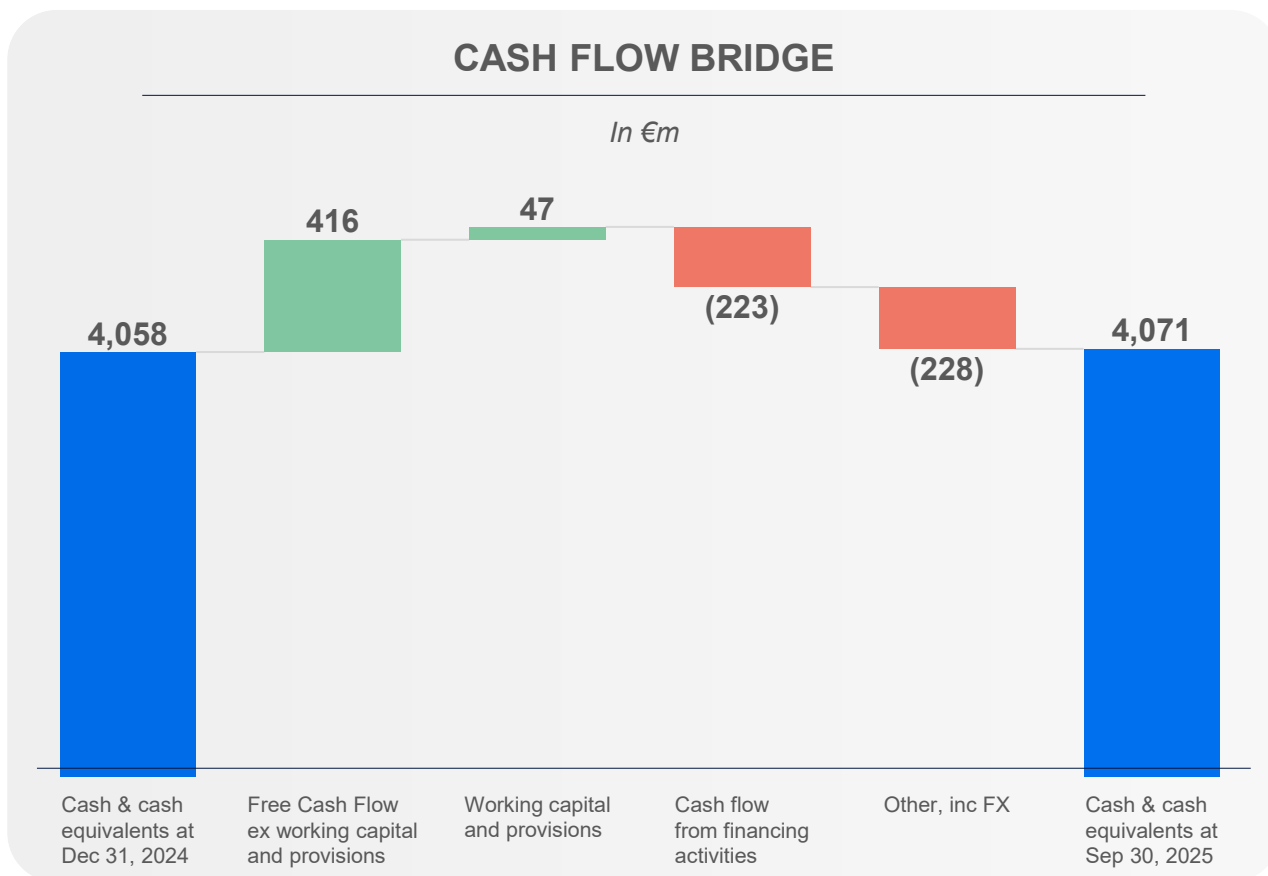 CASH FLOW BRIDGE
In €m
4,058
416
47
(223)
(228)
4,071
Cash & cash
equivalents at
Dec 31, 2024
Free Cash Flow
ex working capital
and provisions
Working capital
and provisions
Cash flow
from financing
activities
Other, inc FX
Cash & cash
equivalents at
Sep 30, 2025